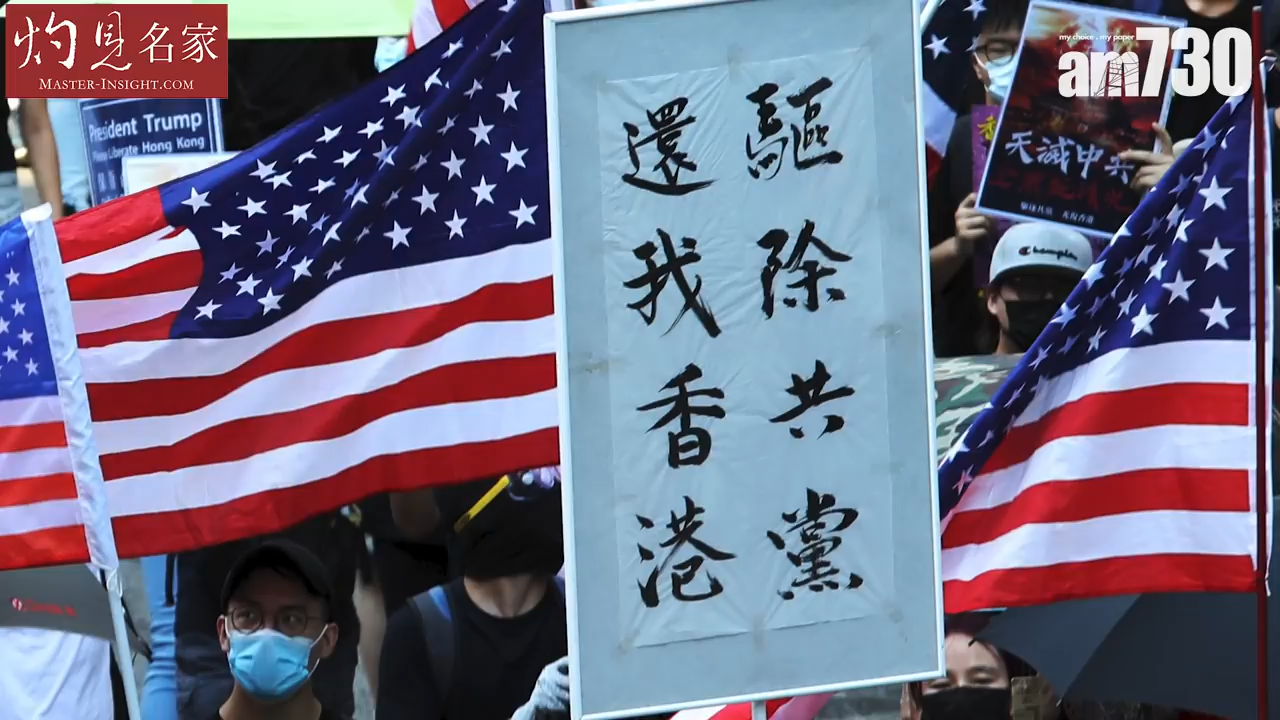 灼見名家
MASTER-INSIGHT.COM
my choice . my paper
am730
President Trump
Please Liberate Hong Kong
驅除共黨
還我香港
天滅中共
Champion